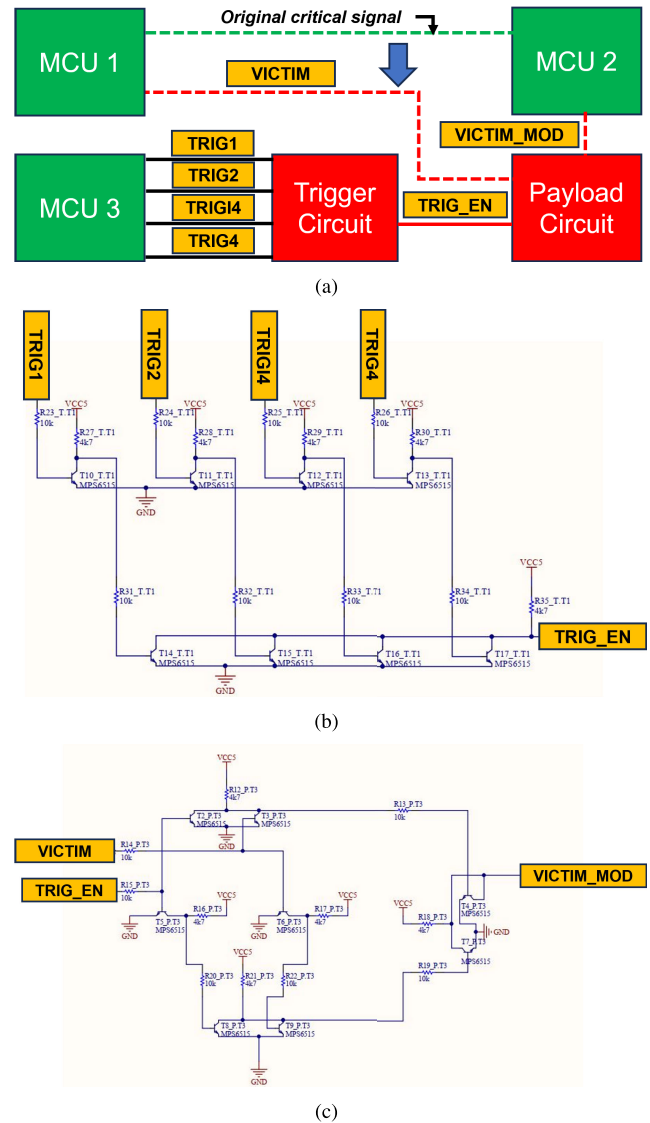 Original critical signal
MCU 1
MCU 2
VICTIM
VICTIM_MOD
TRIG1
TRIG2
TRIGI4
TRIG4
MCU 3
Trigger
Circuit
TRIG_EN
Payload
Circuit
(a)
TRIG1
TRIG2
TRIGI4
TRIG4
R23_T.T1
10k
VCC5
R27_T.T1
4k7
R24_T.T1
10k
VCC5
R28_T.T1
4k7
R25_T.T1
10k
VCC5
R29_T.T1
4k7
R26_T.T1
10k
VCC5
R30_T.T1
4k7
T10_T.T1
MPS6515
T11_T.T1
MPS6515
T12_T.T1
MPS6515
T13_T.T1
MPS6515
GND
R31_T.T1
10k
R32_T.T1
10k
R33_T.T1
10k
R34_T.T1
10k
VCC5
R35_T.T1
4k7
TRIG_EN
T14_T.T1
MPS6515
T15_T.T1
MPS6515
T16_T.T1
MPS6515
T17_T.T1
MPS6515
GND
(b)
VCC5
R12_P.T3
4k7
R13_P.T3
10k
T2_P.T3
MPS6515
T3_P.T3
MPS6515
GND
VICTIM
R14_P.T3
10k
TRIG_EN
R15_P.T3
10k
VICTIM_MOD
T4_P.T3
MPS6515
GND
T5_P.T3
MPS6515
GND
R16_P.T3
4k7
VCC5
T6_P.T3
MPS6515
GND
R17_P.T3
4k7
VCC5
VCC5
R18_P.T3
4k7
T7_P.T3
MPS6515
R19_P.T3
10k
R20_P.T3
10k
VCC5
R21_P.T3
4k7
R22_P.T3
10k
T8_P.T3
MPS6515
T9_P.T3
MPS6515
GND
(c)